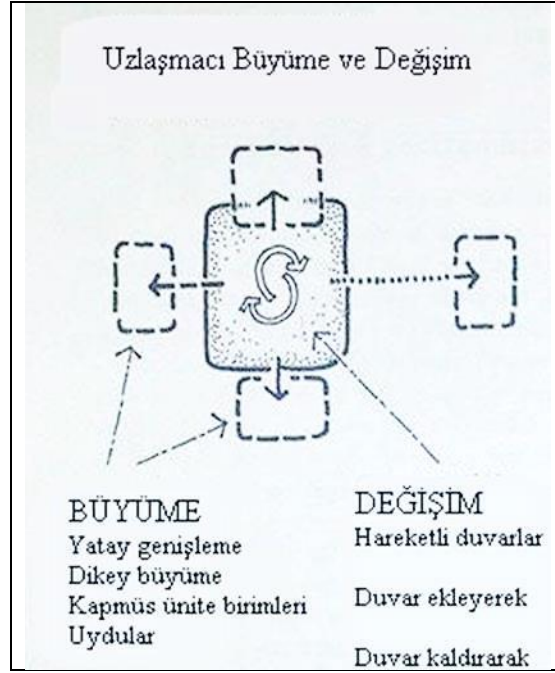 Uzlaşmacı Büyüme ve Değişim
BÜYÜME
Yatay genişleme
Dikey büyüme
Kapmüs ünite birimleri
Uydular
DEĞİŞİM
Hareketli duvarlar
Duvar ekleyerek
Duvar kaldırarak